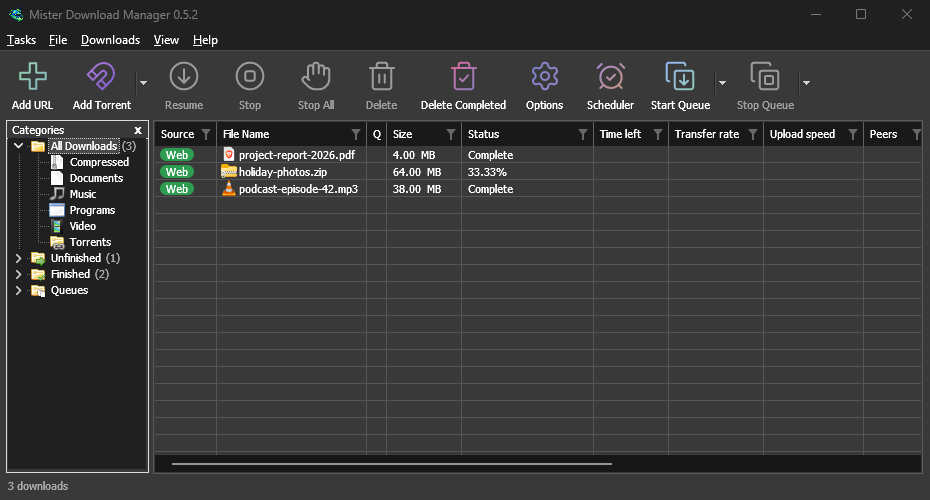 Mister Download Manager 0.5.2
Tasks File Downloads View Help
Add URL Add Torrent Resume Stop Stop All Delete Delete Completed Options Scheduler Start Queue Stop Queue
Categories x
Source File Name Q Size Status Time left Transfer rate Upload speed Peers
All Downloads (3)
Compressed
Documents
Music
Programs
Video
Torrents
Unfinished (1)
Finished (2)
Queues
Web project-report-2026.pdf 4.00 MB Complete
Web holiday-photos.zip 64.00 MB 33.33%
Web podcast-episode-42.mp3 38.00 MB Complete
3 downloads